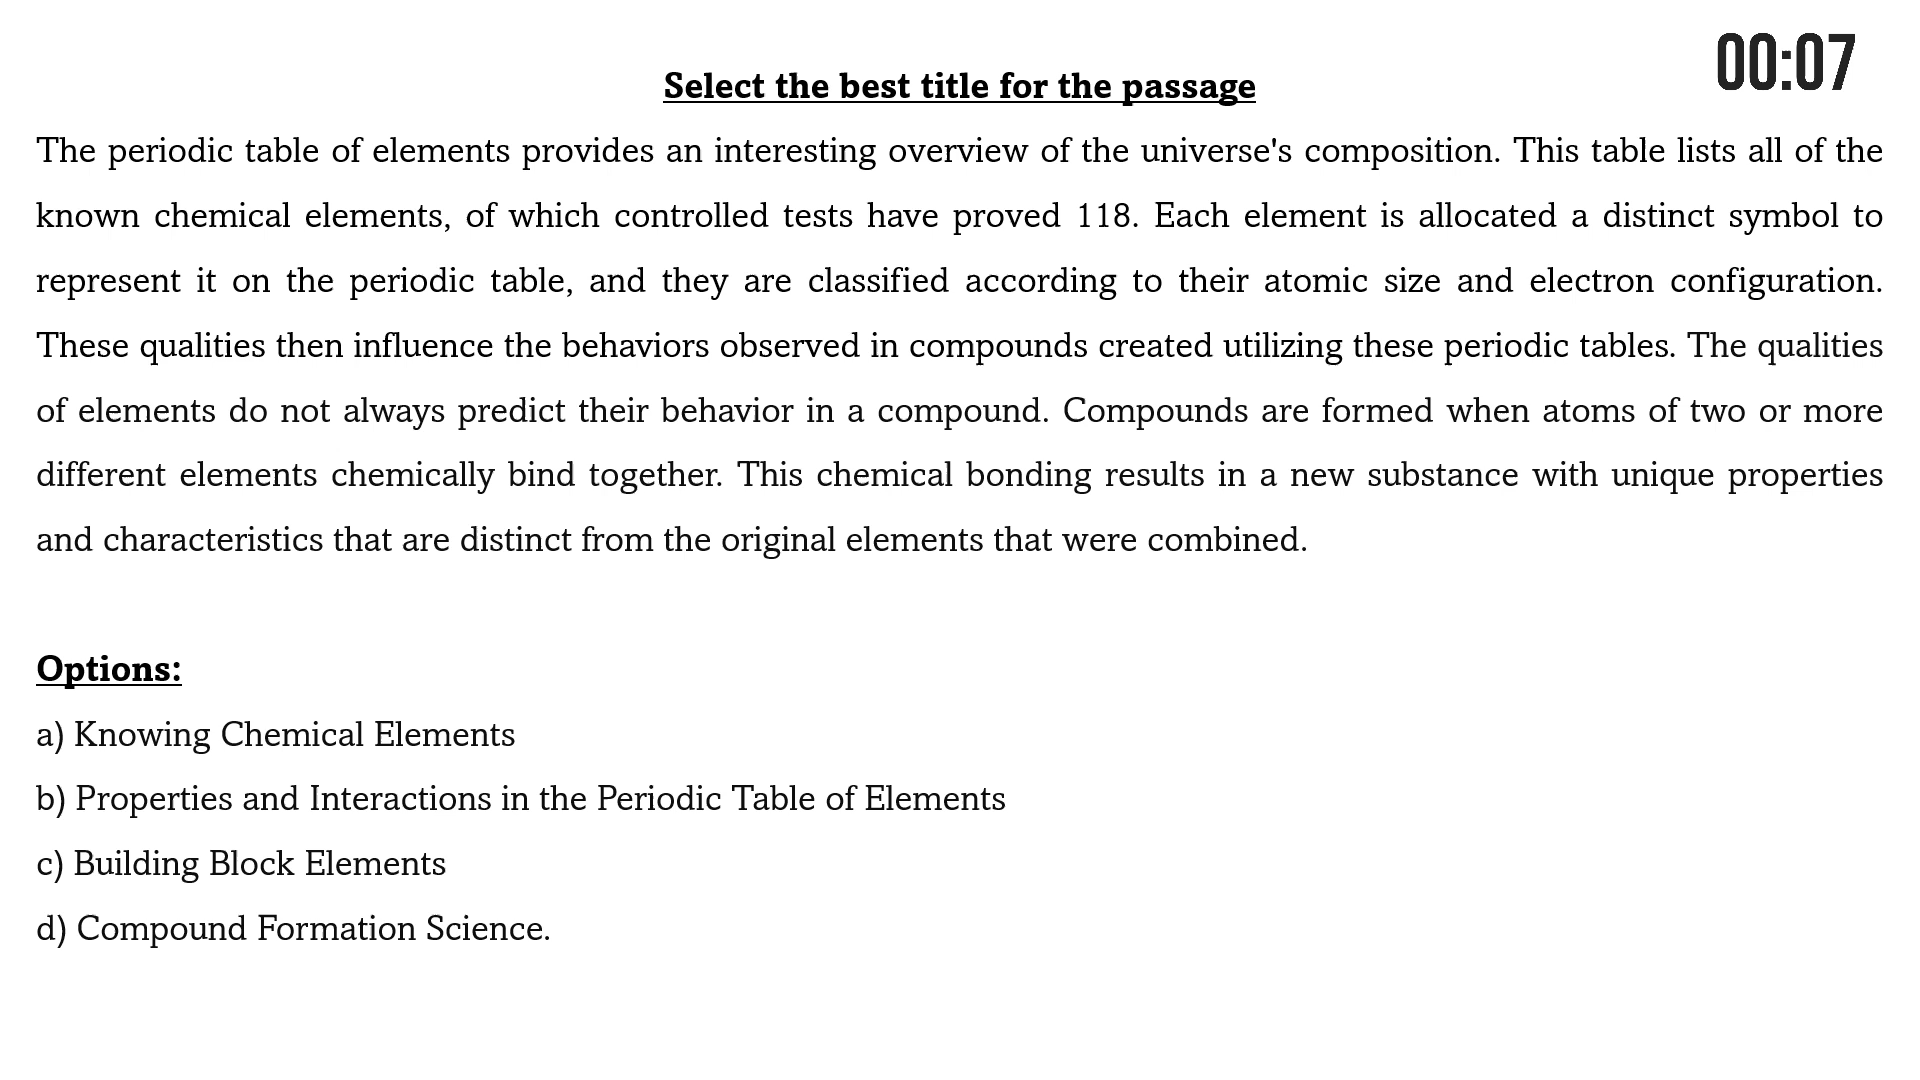 00:07
Select the best title for the passage
The periodic table of elements provides an interesting overview of the universe's composition. This table lists all of the
known chemical elements, of which controlled tests have proved 118. Each element is allocated a distinct symbol to
represent it on the periodic table, and they are classified according to their atomic size and electron configuration.
These qualities then influence the behaviors observed in compounds created utilizing these periodic tables. The qualities
of elements do not always predict their behavior in a compound. Compounds are formed when atoms of two or more
different elements chemically bind together. This chemical bonding results in a new substance with unique properties
and characteristics that are distinct from the original elements that were combined.
Options:
a) Knowing Chemical Elements
b) Properties and Interactions in the Periodic Table of Elements
c) Building Block Elements
d) Compound Formation Science.